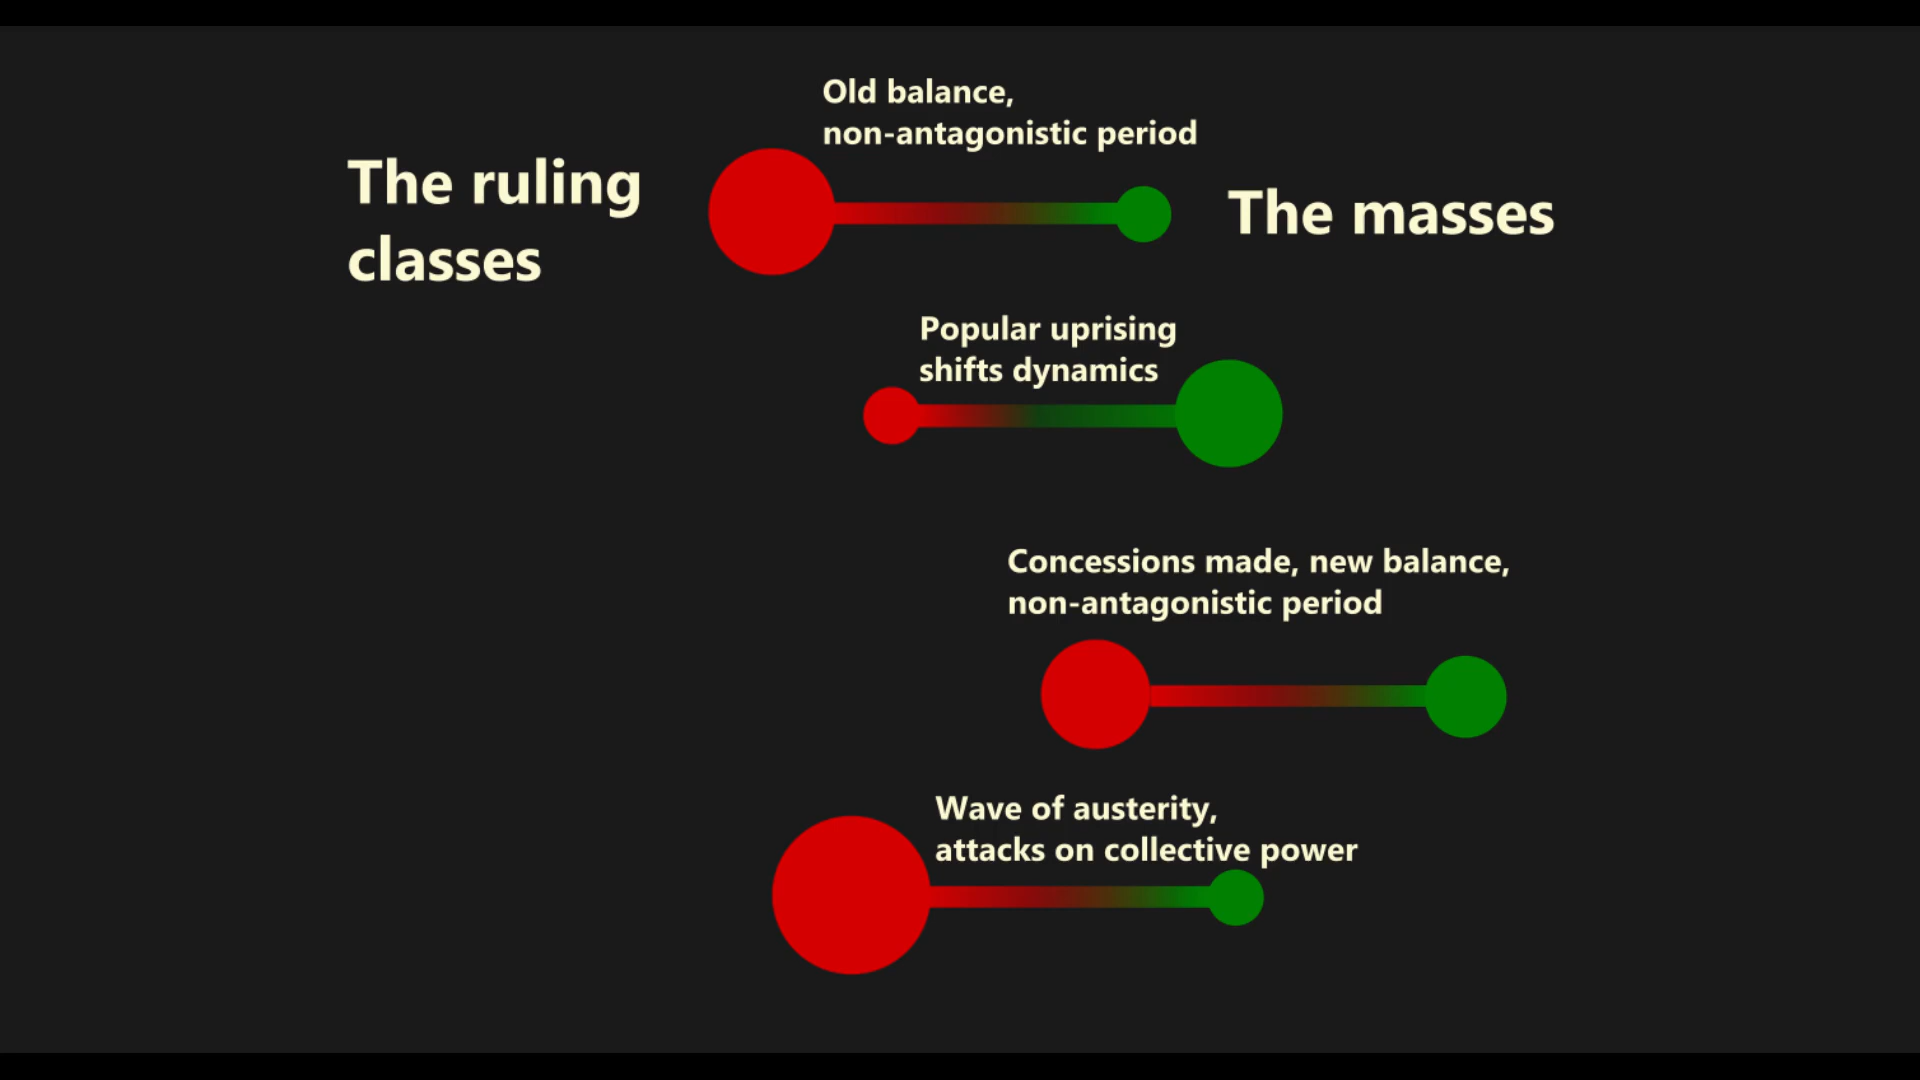 Old balance,
non-antagonistic period
The ruling
classes
The masses
Popular uprising
shifts dynamics
Concessions made, new balance,
non-antagonistic period
Wave of austerity,
attacks on collective power